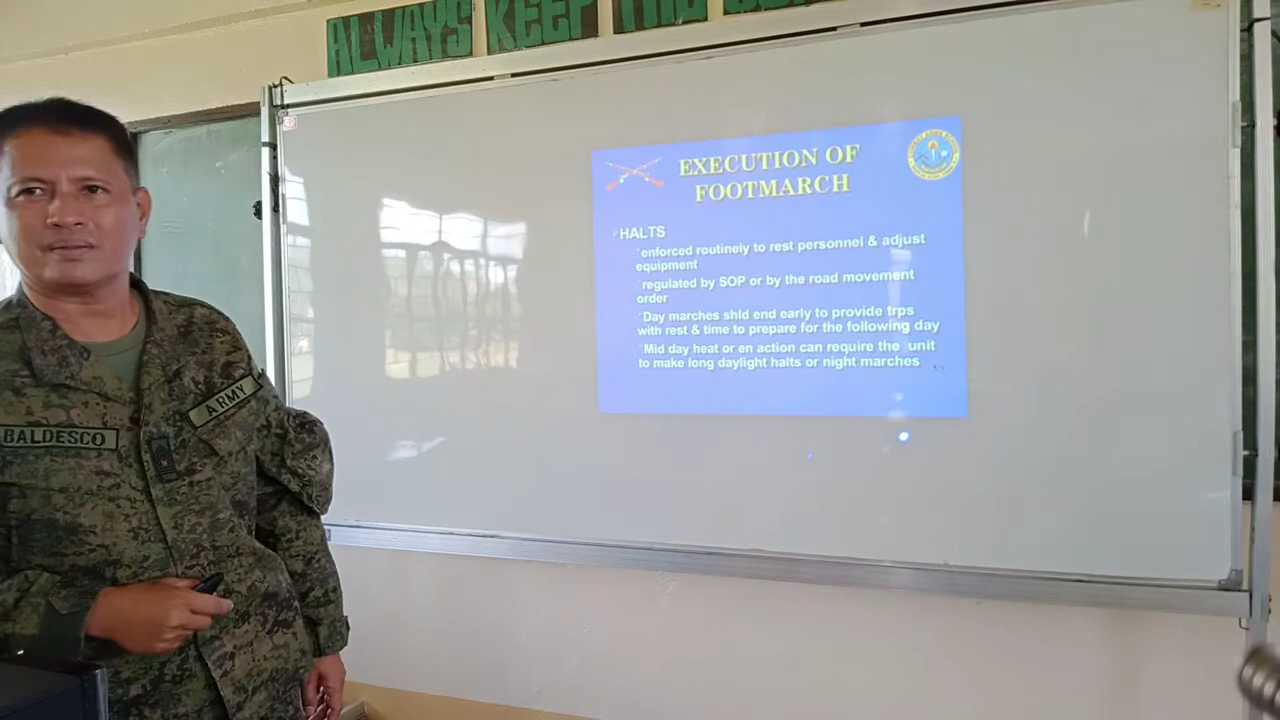 ALWAYS KEEP THE
EXECUTION OF
FOOTMARCH
HALTS
enforced routinely to rest personnel & adjust
equipment
regulated by SOP or by the road movement
order
Day marches shld end early to provide trps
with rest & time to prepare for the following day
Mid day heat or en action can require the unit
to make long daylight halts or night marches
ARMY
BALDESCO